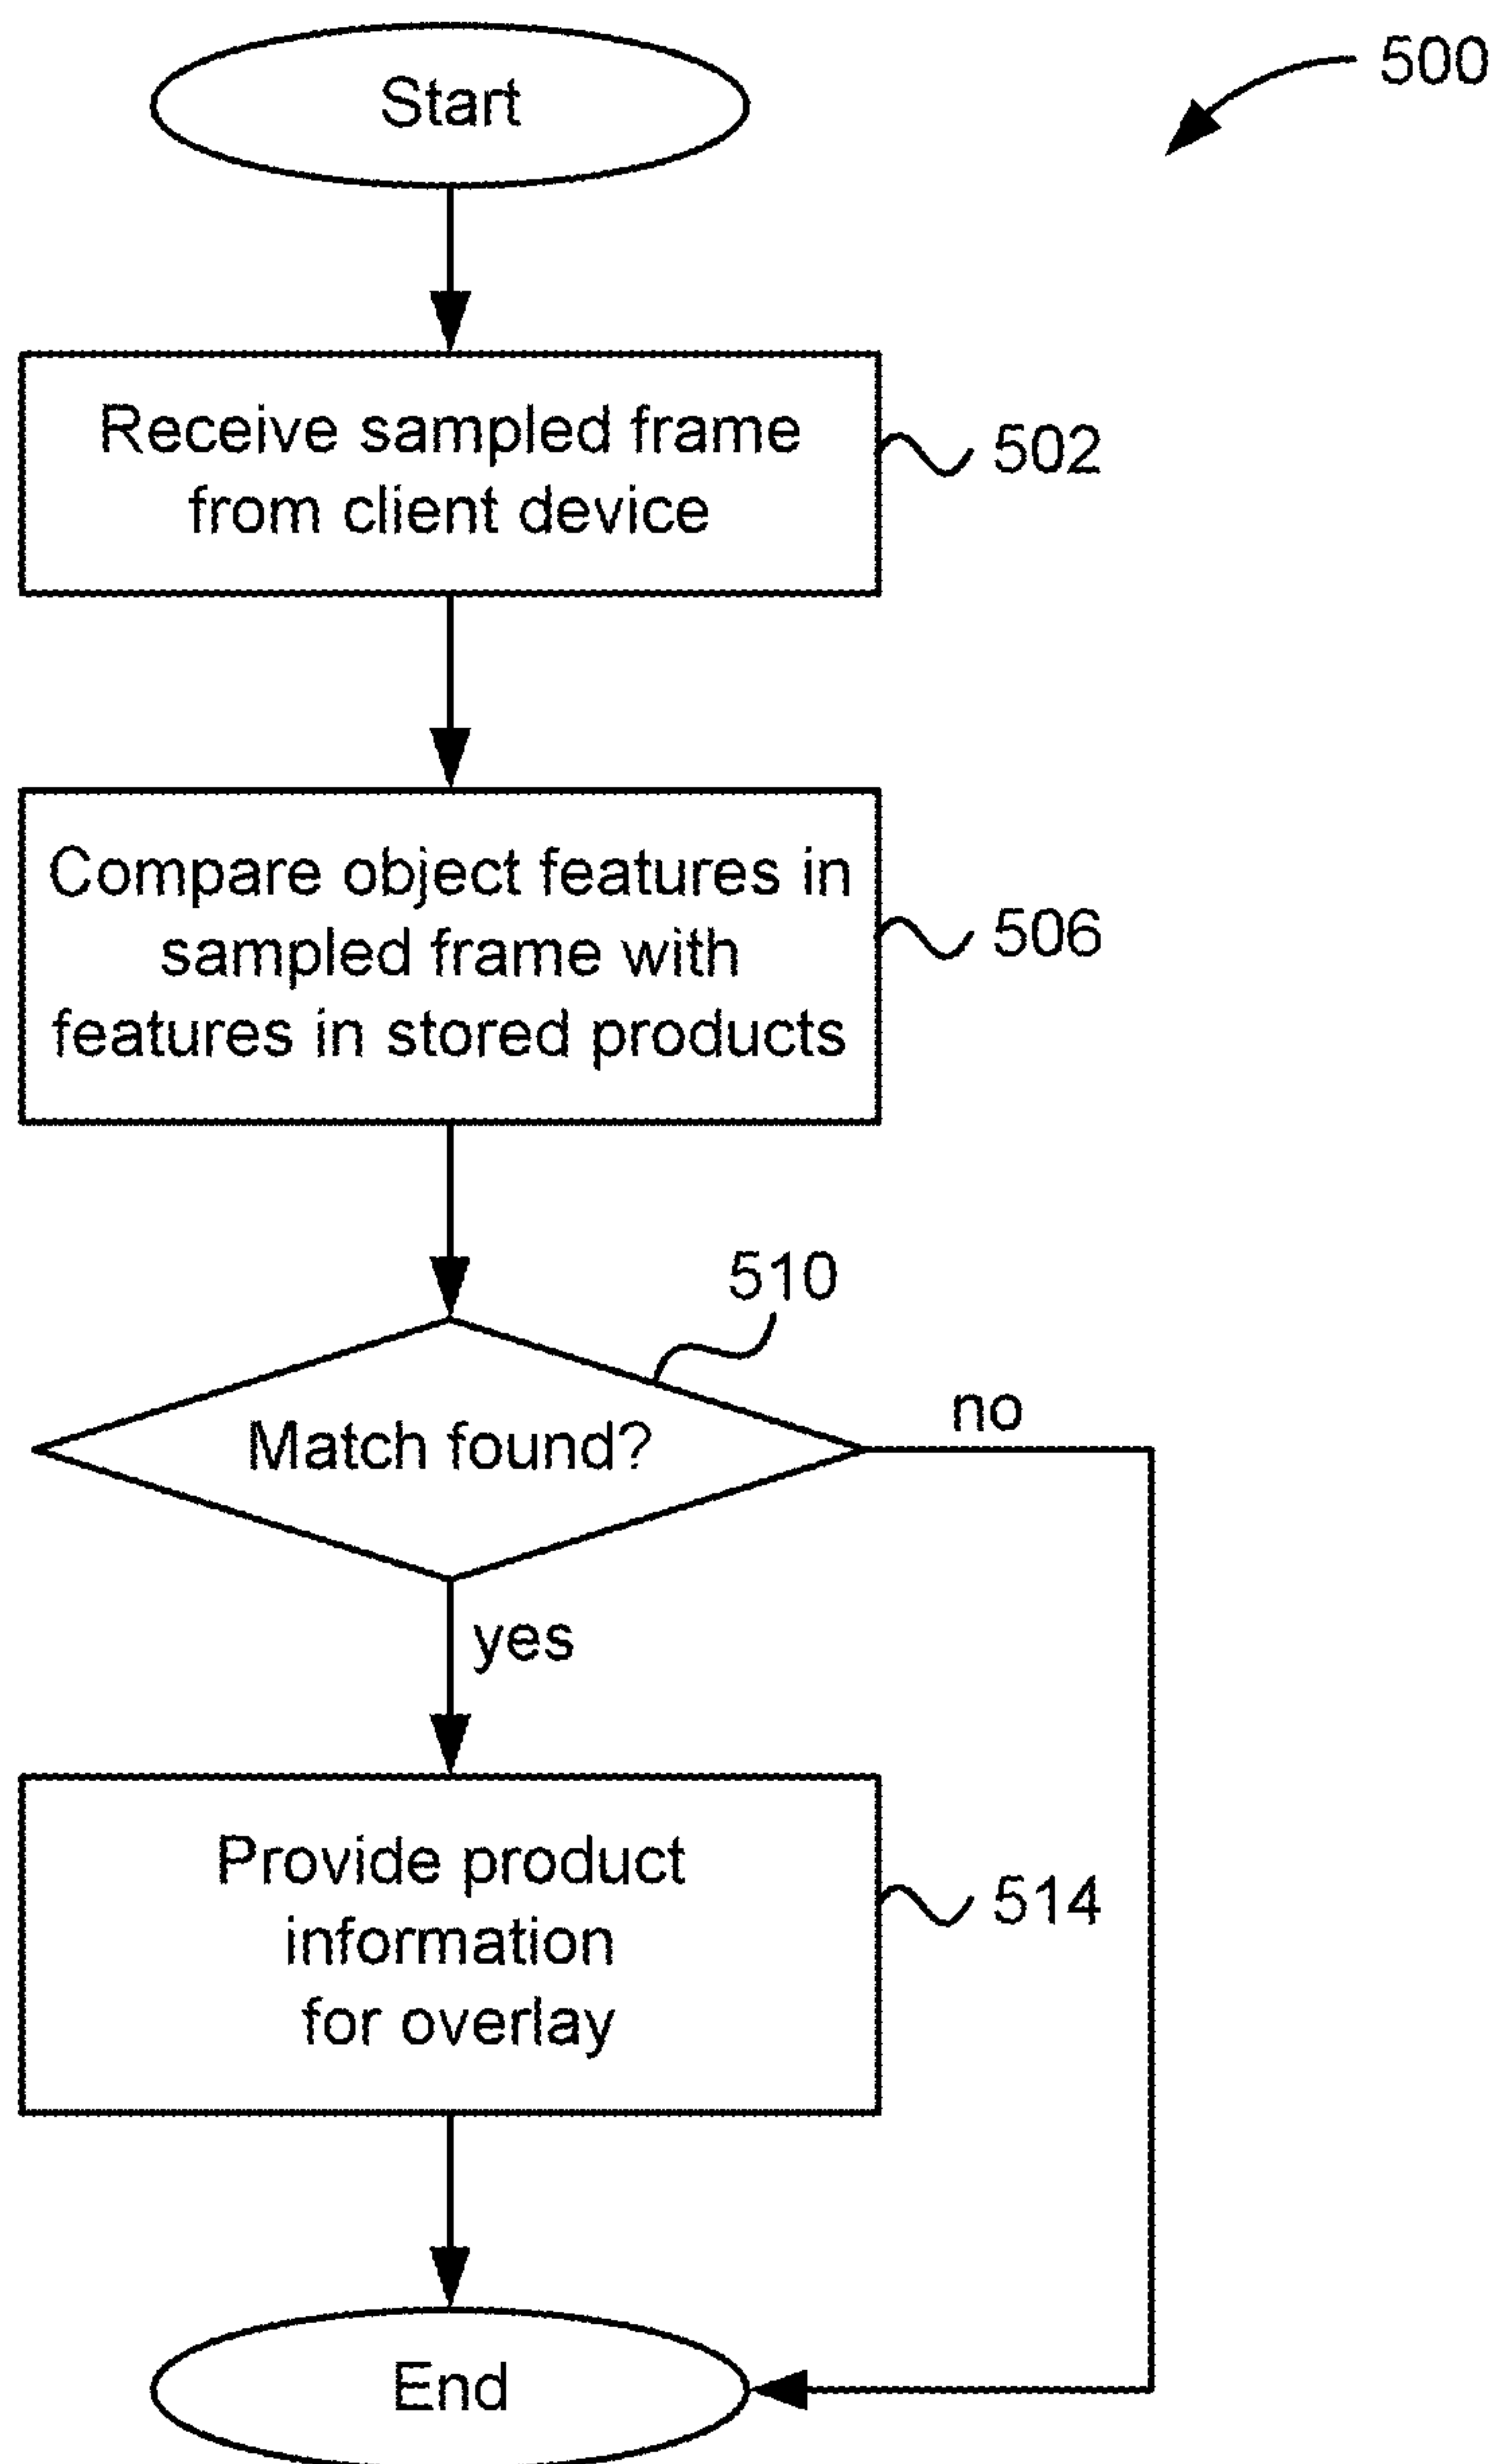 Start
500
Receive sampled frame
from client device
502
Compare object features in
sampled frame with
features in stored products
506
510
Match found?
no
yes
Provide product
information
for overlay
514
End